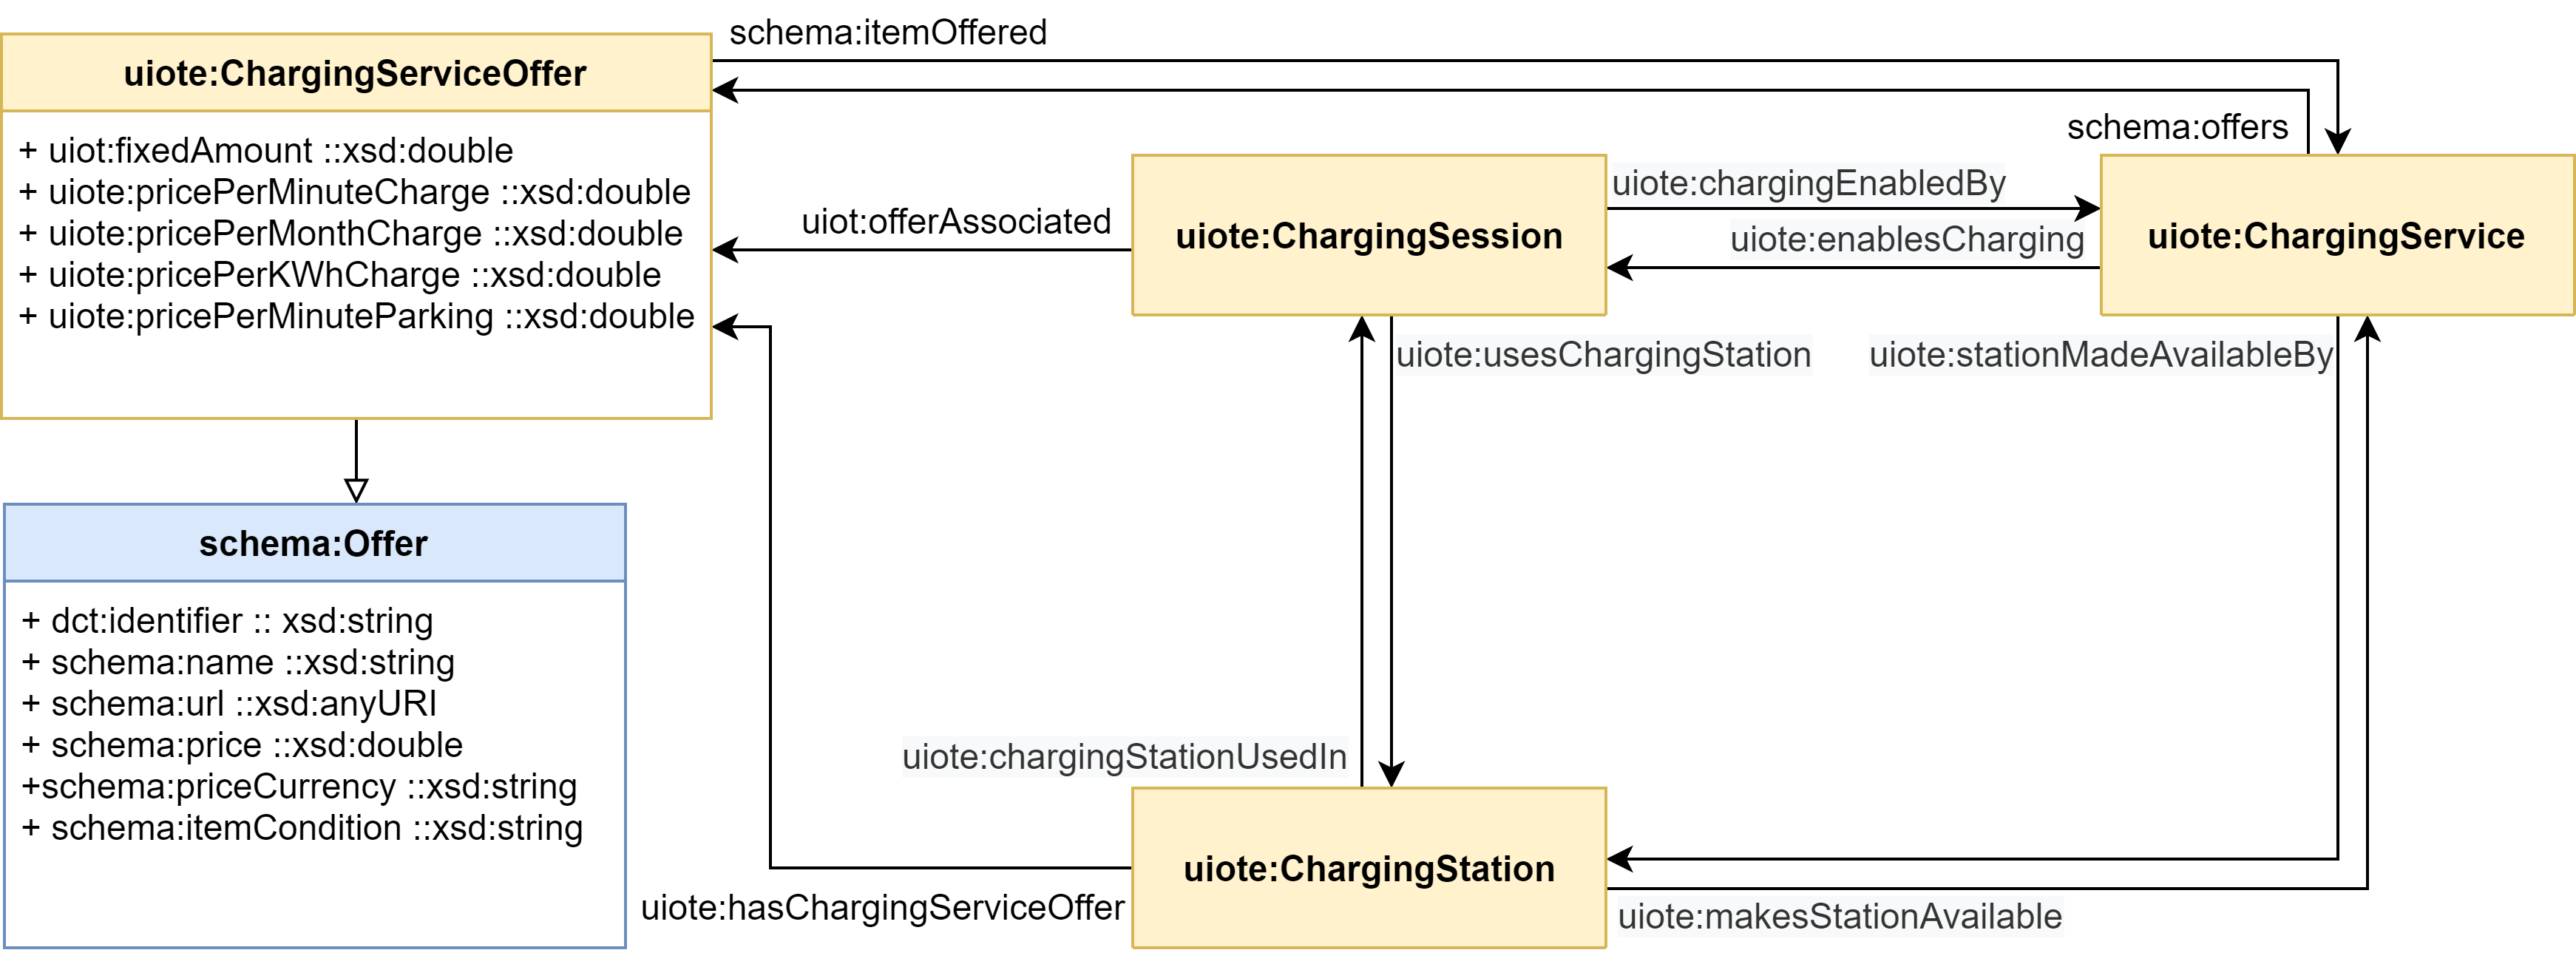 schema:itemOffered
uiote:ChargingServiceOffer
+ uiot:fixedAmount ::xsd:double
+ uiote:pricePerMinuteCharge ::xsd:double
+ uiote:pricePerMonthCharge ::xsd:double
+ uiote:pricePerKWhCharge ::xsd:double
+ uiote:pricePerMinuteParking ::xsd:double
schema:offers
uiote:chargingEnabledBy
uiot:offerAssociated
uiote:ChargingSession
uiote:enablesCharging
uiote:ChargingService
uiote:usesChargingStation
uiote:stationMadeAvailableBy
schema:Offer
+ dct:identifier :: xsd:string
+ schema:name ::xsd:string
+ schema:url ::xsd:anyURI
+ schema:price ::xsd:double
+schema:priceCurrency ::xsd:string
+ schema:itemCondition ::xsd:string
uiote:chargingStationUsedIn
uiote:ChargingStation
uiote:hasChargingServiceOffer
uiote:makesStationAvailable